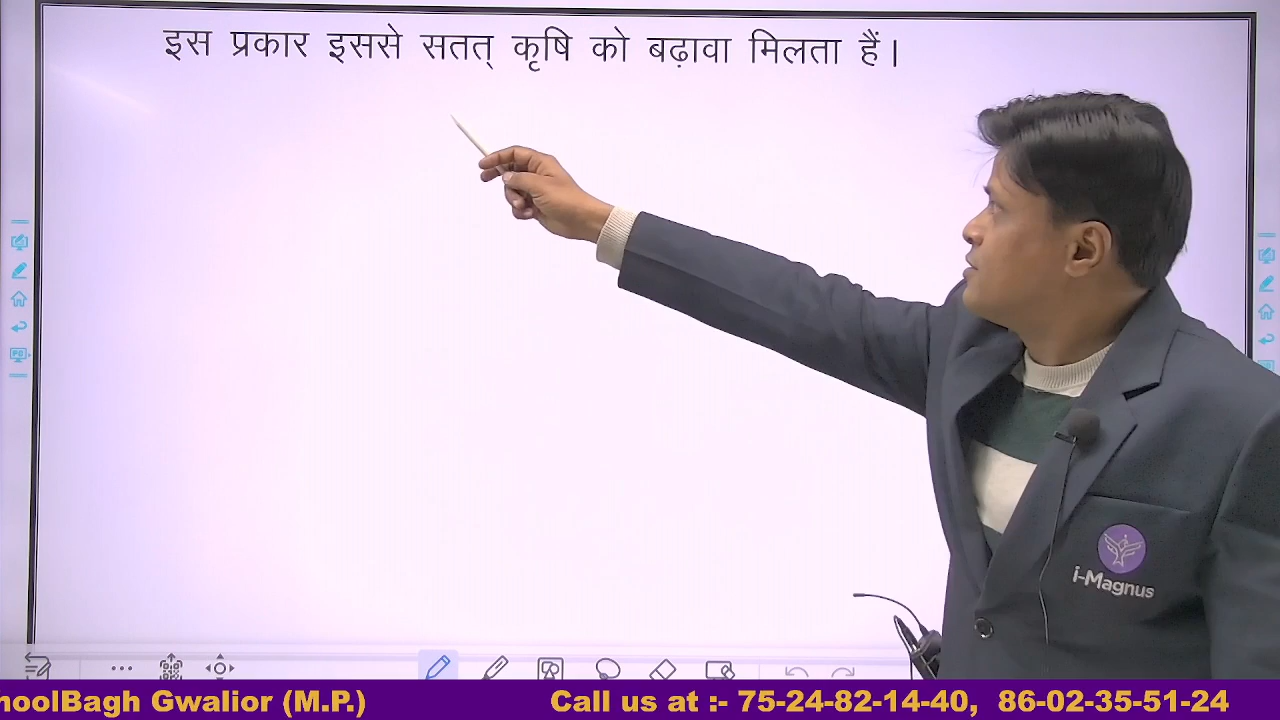 इस प्रकार इससे सतत् कृषि को बढ़ावा मिलता हैं।
i-Magnus
hoolBagh Gwalior (M.P.) Call us at :- 75-24-82-14-40, 86-02-35-51-24